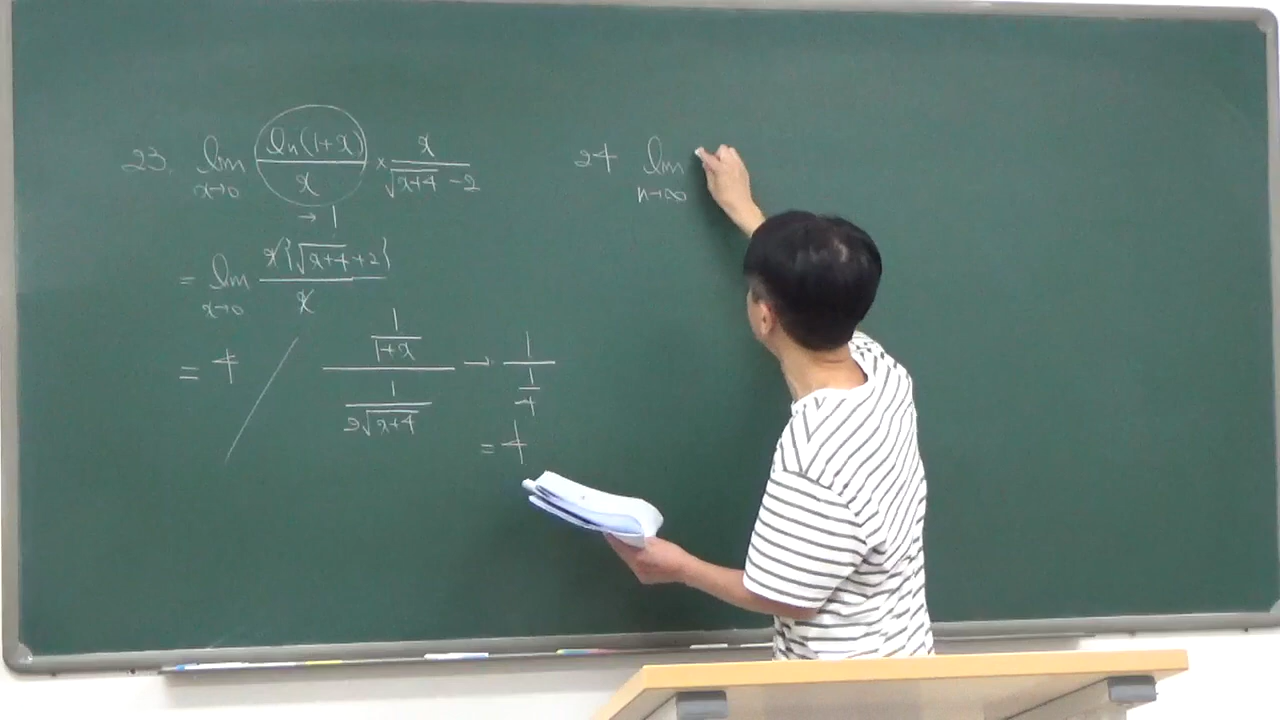 23. lim x→0 ln(1+x)/x × x/(√(x+4) -2)
→ 1
= lim x→0 x{√(x+4)+2}/x
= 4
(1/(1+x))/(1/(2√(x+4))) → 1/(1/4)
= 4
24 lim n→∞